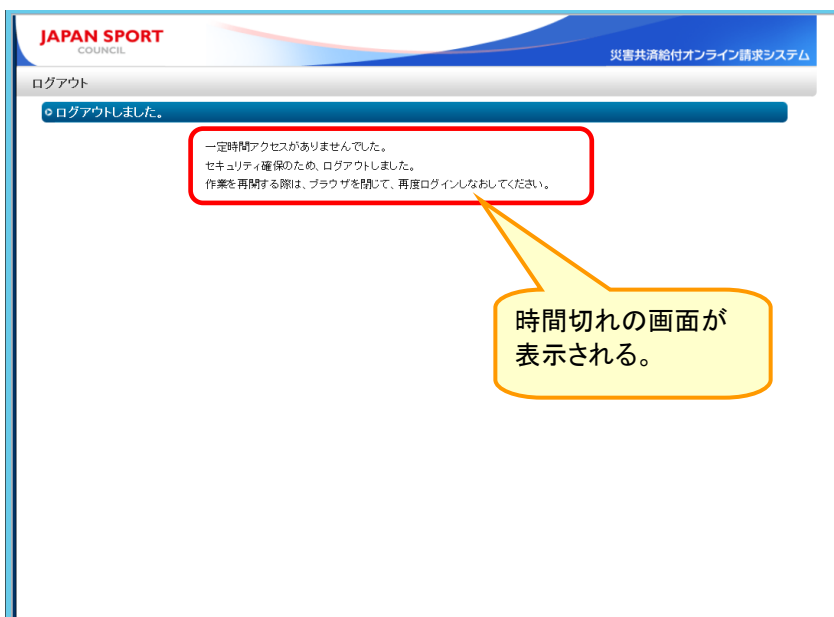 JAPAN SPORT
COUNCIL
災害共済給付オンライン請求システム
ログアウト
ログアウトしました。
一定時間アクセスがありませんでした。
セキュリティ確保のため、ログアウトしました。
作業を再開する際は、ブラウザを閉じて、再度ログインしなおしてください。
時間切れの画面が
表示される。